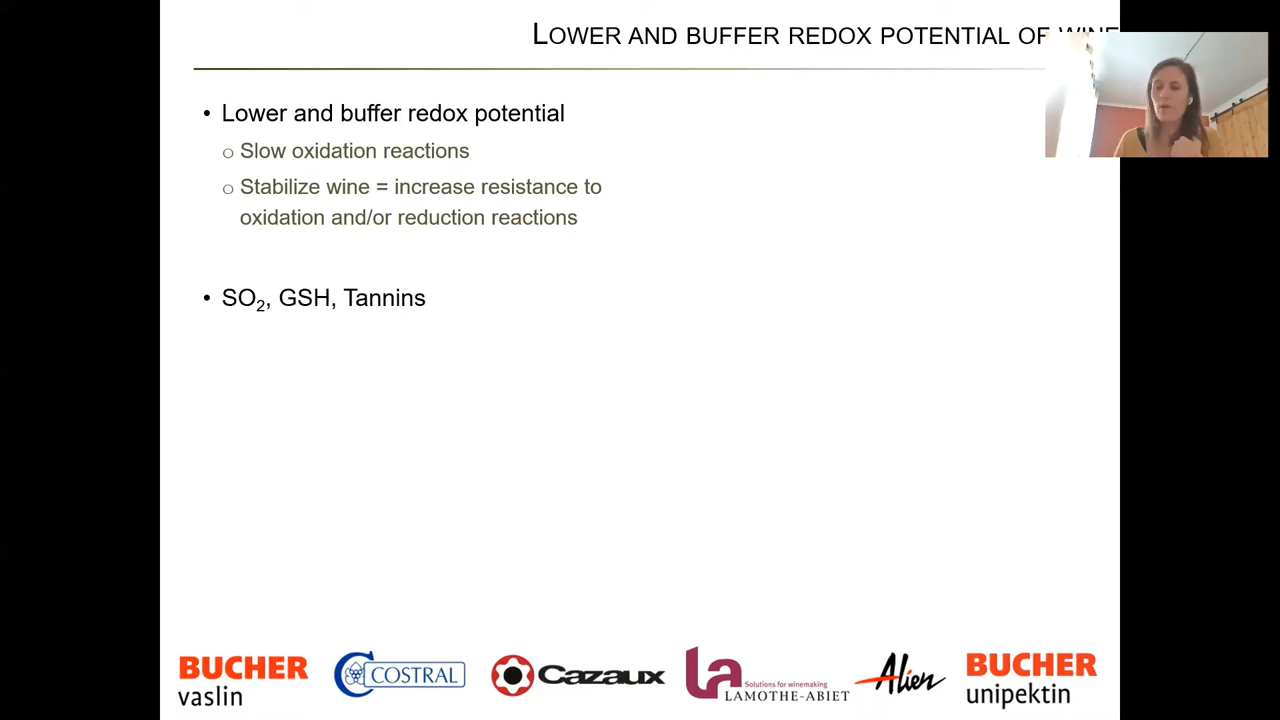 LOWER AND BUFFER REDOX POTENTIAL OF WINE
• Lower and buffer redox potential
○ Slow oxidation reactions
○ Stabilize wine = increase resistance to
oxidation and/or reduction reactions
• SO₂, GSH, Tannins
BUCHER
vaslin
COSTRAL
Cazaux
la
Solutions for winemaking
LAMOTHE-ABIET
Alien
BUCHER
unipektin